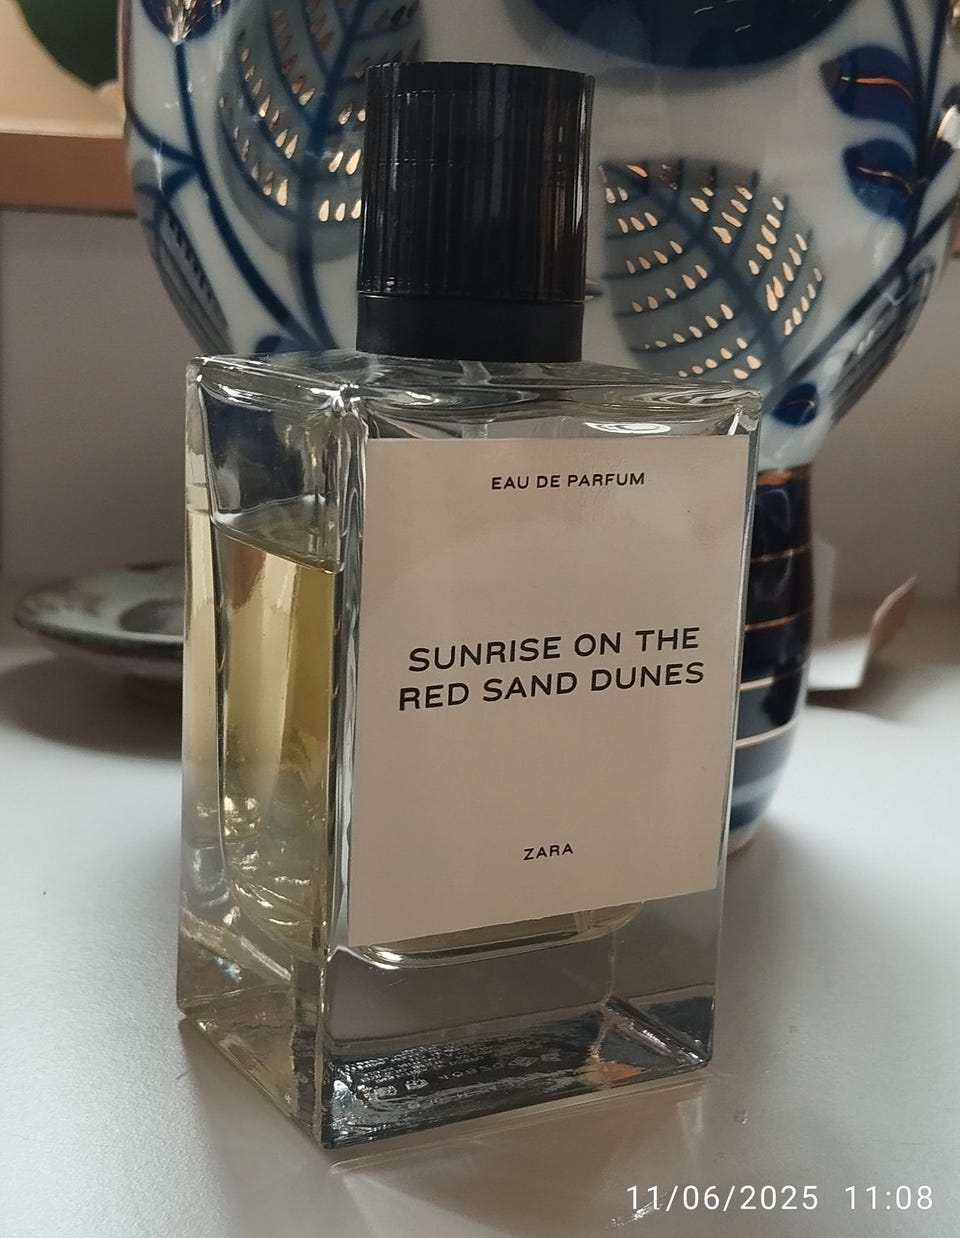 EAU DE PARFUM
SUNRISE ON THE
RED SAND DUNES
ZARA
11/06/2025 11:08